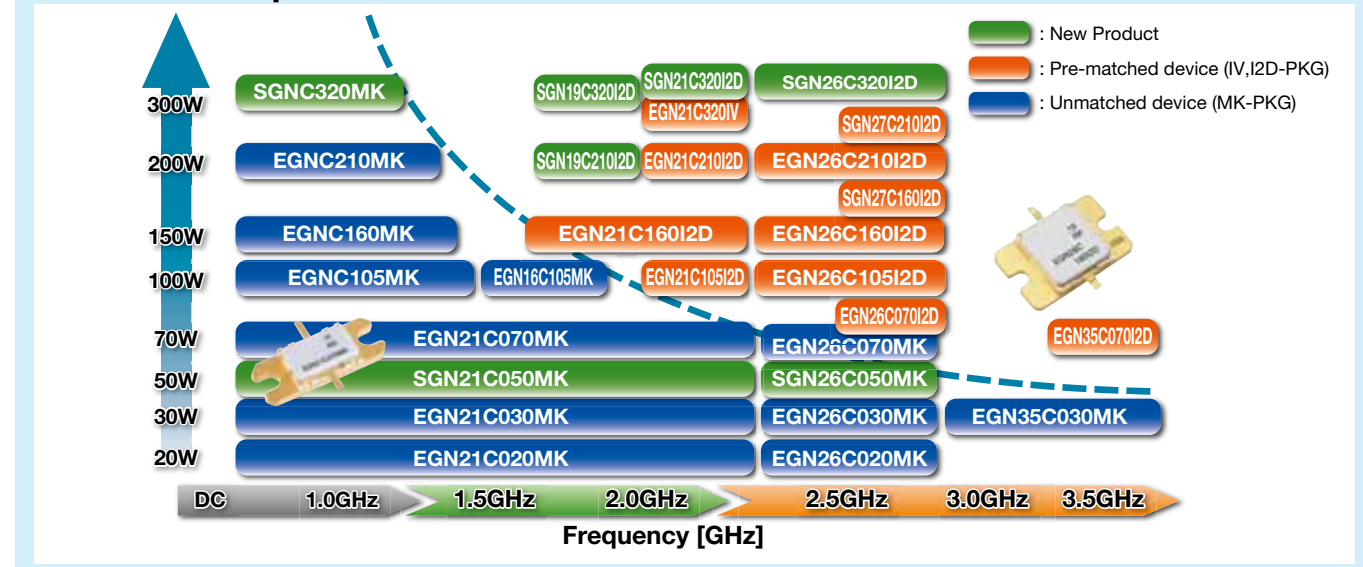 : New Product
: Pre-matched device (IV,I2D-PKG)
: Unmatched device (MK-PKG)
300W
SGNC320MK
SGN19C320I2D
SGN21C320I2D
SGN26C320I2D
EGN21C320IV
SGN27C210I2D
200W
EGNC210MK
SGN19C210I2D
EGN21C210I2D
EGN26C210I2D
SGN27C160I2D
150W
EGNC160MK
EGN21C160I2D
EGN26C160I2D
100W
EGNC105MK
EGN16C105MK
EGN21C105I2D
EGN26C105I2D
EGN26C070I2D
70W
EGN21C070MK
EGN26C070MK
EGN35C070I2D
50W
SGN21C050MK
SGN26C050MK
30W
EGN21C030MK
EGN26C030MK
EGN35C030MK
20W
EGN21C020MK
EGN26C020MK
DC
1.0GHz
1.5GHz
2.0GHz
2.5GHz
3.0GHz
3.5GHz
Frequency [GHz]